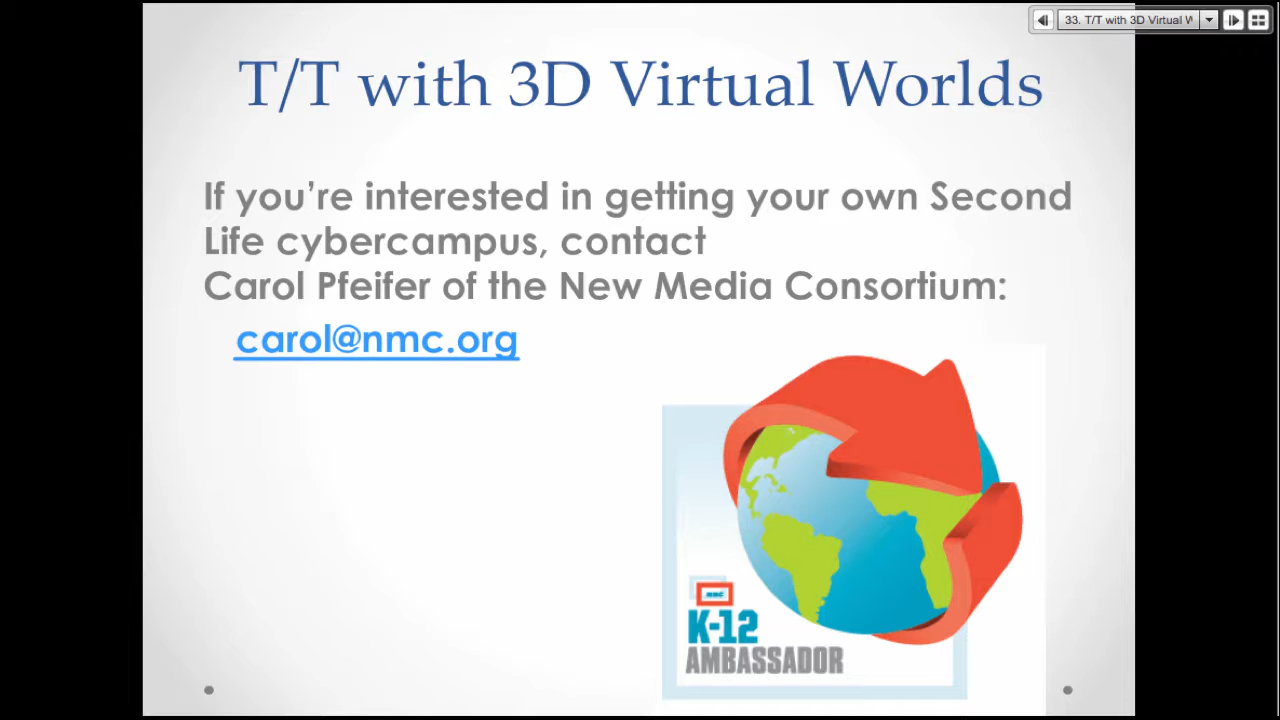 33. T/T with 3D Virtual W
T/T with 3D Virtual Worlds
If you’re interested in getting your own Second
Life cybercampus, contact
Carol Pfeifer of the New Media Consortium:
carol@nmc.org
nmc
K-12
AMBASSADOR